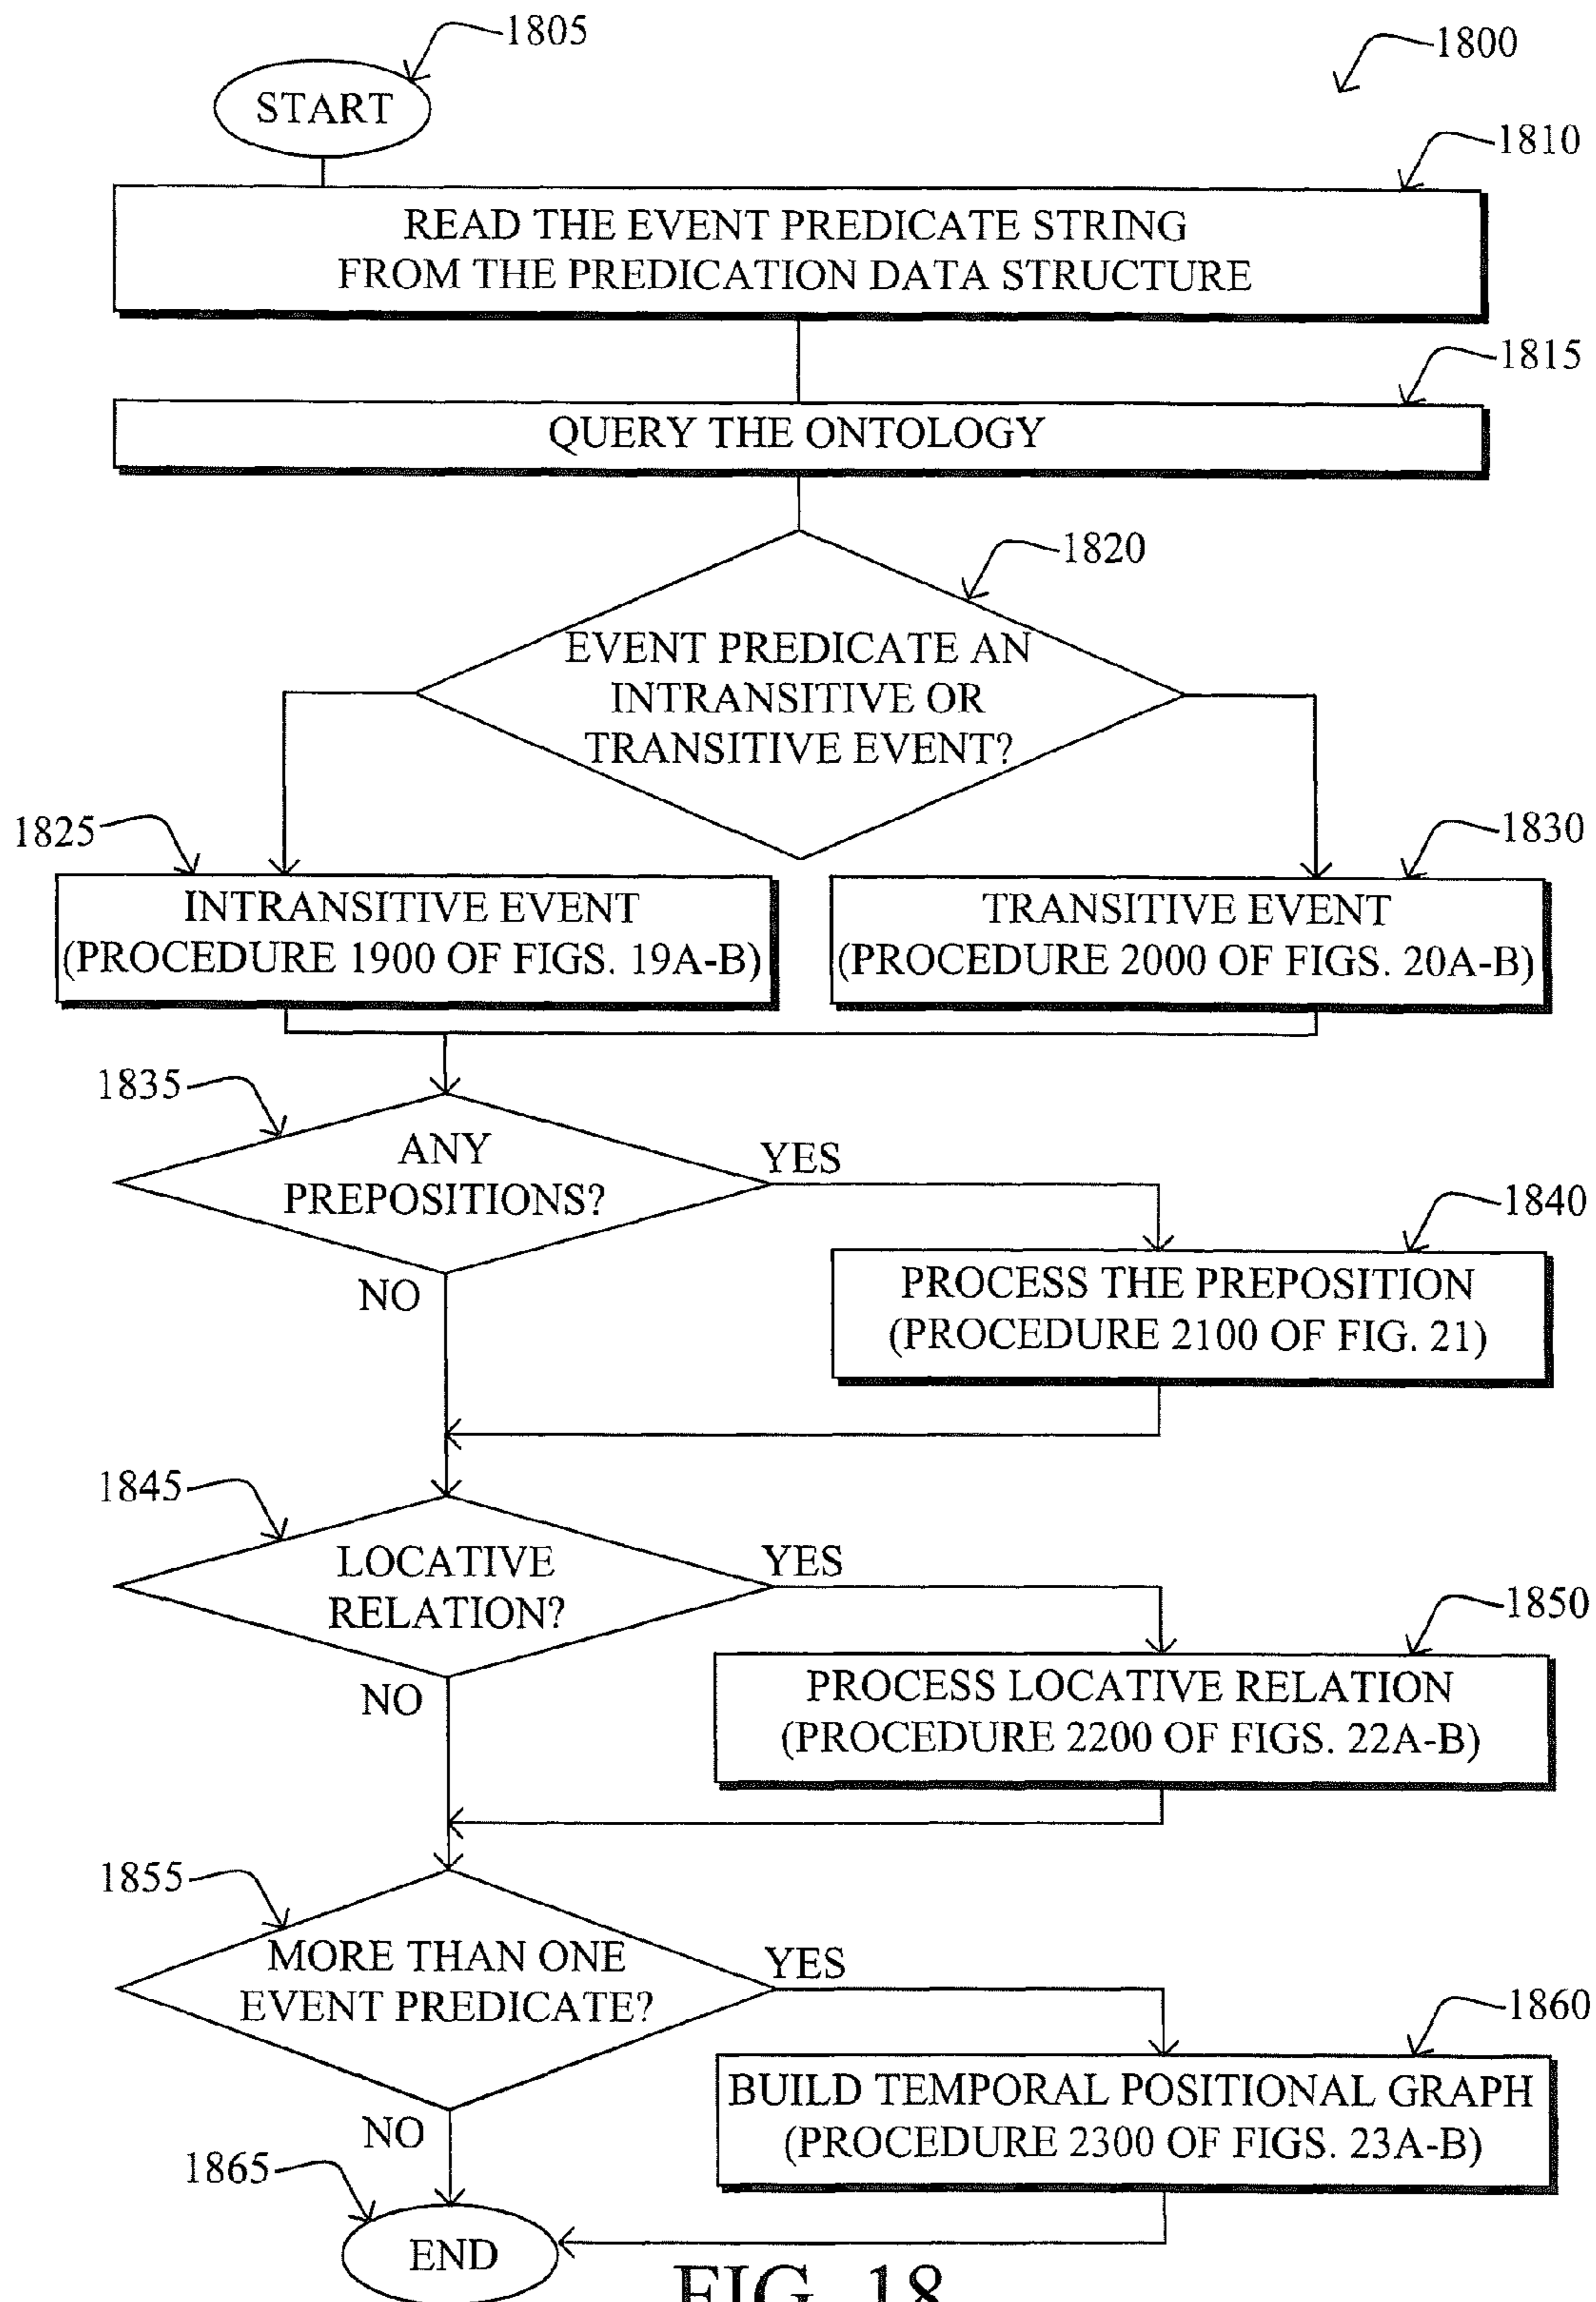 1805
1800
START
1810
READ THE EVENT PREDICATE STRING
FROM THE PREDICATION DATA STRUCTURE
1815
QUERY THE ONTOLOGY
1820
EVENT PREDICATE AN
INTRANSITIVE OR
TRANSITIVE EVENT?
1825
1830
INTRANSITIVE EVENT
(PROCEDURE 1900 OF FIGS. 19A-B)
TRANSITIVE EVENT
(PROCEDURE 2000 OF FIGS. 20A-B)
1835
ANY
PREPOSITIONS?
YES
NO
1840
PROCESS THE PREPOSITION
(PROCEDURE 2100 OF FIG. 21)
1845
LOCATIVE
RELATION?
YES
NO
1850
PROCESS LOCATIVE RELATION
(PROCEDURE 2200 OF FIGS. 22A-B)
1855
MORE THAN ONE
EVENT PREDICATE?
YES
NO
1860
BUILD TEMPORAL POSITIONAL GRAPH
(PROCEDURE 2300 OF FIGS. 23A-B)
1865
END
FIG. 18